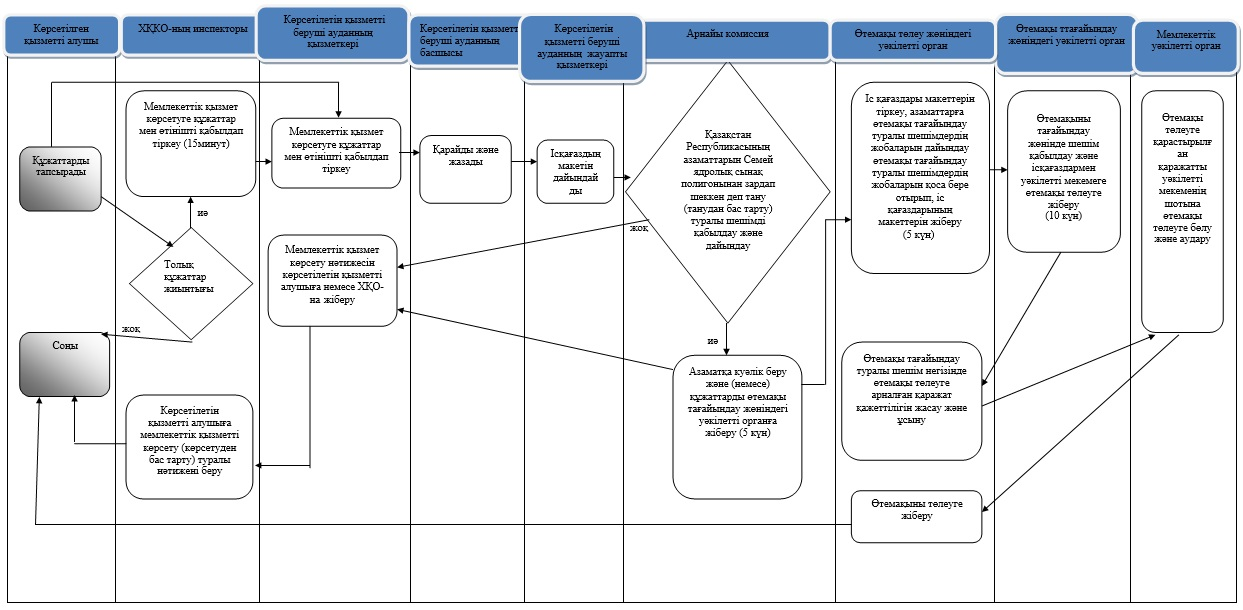 Көрсетілген
қызметті алушы
ХҚКО-ның инспекторы
Көрсетілетін қызметті
беруші ауданның
қызметкері
Көрсетілетін қызметт
беруші ауданның
басшысы
Көрсетілетін
қызметті беруші
ауданның жауапты
қызметкері
Арнайы комиссия
Өтемақы төлеу жөніндегі
уәкілетті орган
Өтемақы ттағайындау
жөніндегі уәкілетті орган
Мемлекеттік
уәкілетті орган
Құжаттарды
тапсырады
Мемлекеттік қызмет
көрсетуге құжаттар
мен өтінішті қабылдап
тіркеу (15минут)
иә
Толық
құжаттар
жиынтығы
жоқ
Соңы
Көрсетілетін
қызметті алушыға
мемлекеттік қызметті
көрсету (көрсетуден
бас тарту) туралы
нәтижені беру
Мемлекеттік қызмет
көрсетуге құжаттар
мен өтінішті қабылдап
тіркеу
Мемлекеттік қызмет
көрсету нәтижесін
көрсетілетін қызметті
алушыға немесе ХҚО-
на жіберу
Қарайды және
жазады
Ісқағаздың
макетін
дайындай
ды
Қазақстан
Республикасының
азаматтарын Семей
ядролық сынақ
полигонынан зардап
шеккен деп тану
(танудан бас тарту)
туралы шешімді
қабылдау және
дайындау
жоқ
иә
Азаматқа куәлік беру
және (немесе)
құжаттарды өтемақы
тағайындау жөніндегі
уәкілетті органға
жіберу (5 күн)
Іс қағаздары макеттерін
тіркеу, азаматтарға
өтемақы тағайындау
туралы шешімдердің
жобаларын дайындау
өтемақы тағайындау
туралы шешімдердің
жобаларын қоса бере
отырып, іс
қағаздарының
макеттерін жіберу
(5 күн)
Өтемақыны
тағайындау
жөнінде шешім
қабылдау және
ісқағаздармен
уәкілетті мекемеге
өтемақы төлеуге
жіберу
(10 күн)
Өтемақы
төлеуге
қарастырылғ
ан
қаражатты
уәкілетті
мекеменің
шотына
өтемақы
төлеуге бөлу
және аудару
Өтемақы тағайындау
туралы шешім негізінде
өтемақы төлеуге
арналған қаражат
қажеттілігін жасау және
ұсыну
Өтемақыны төлеуге
жіберу